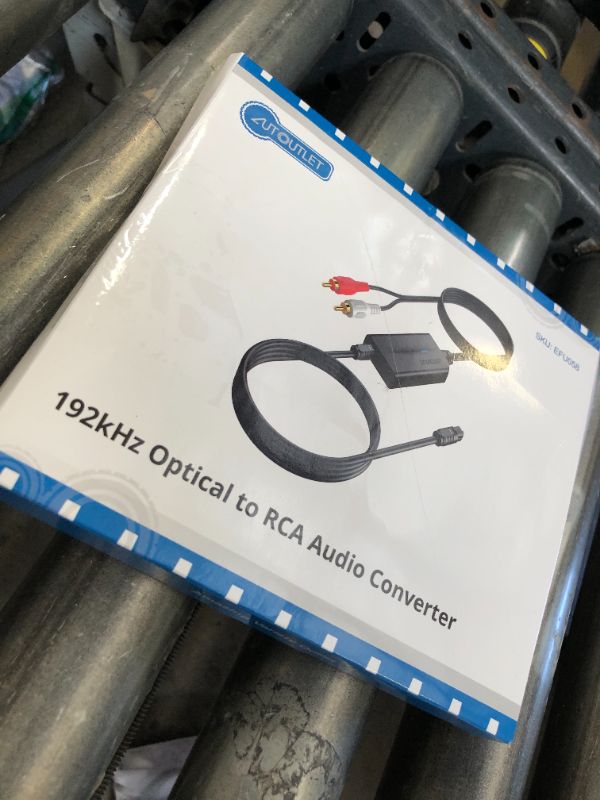 AUTOUTLET
SKU: EFU058
192kHz Optical to RCA Audio Converter